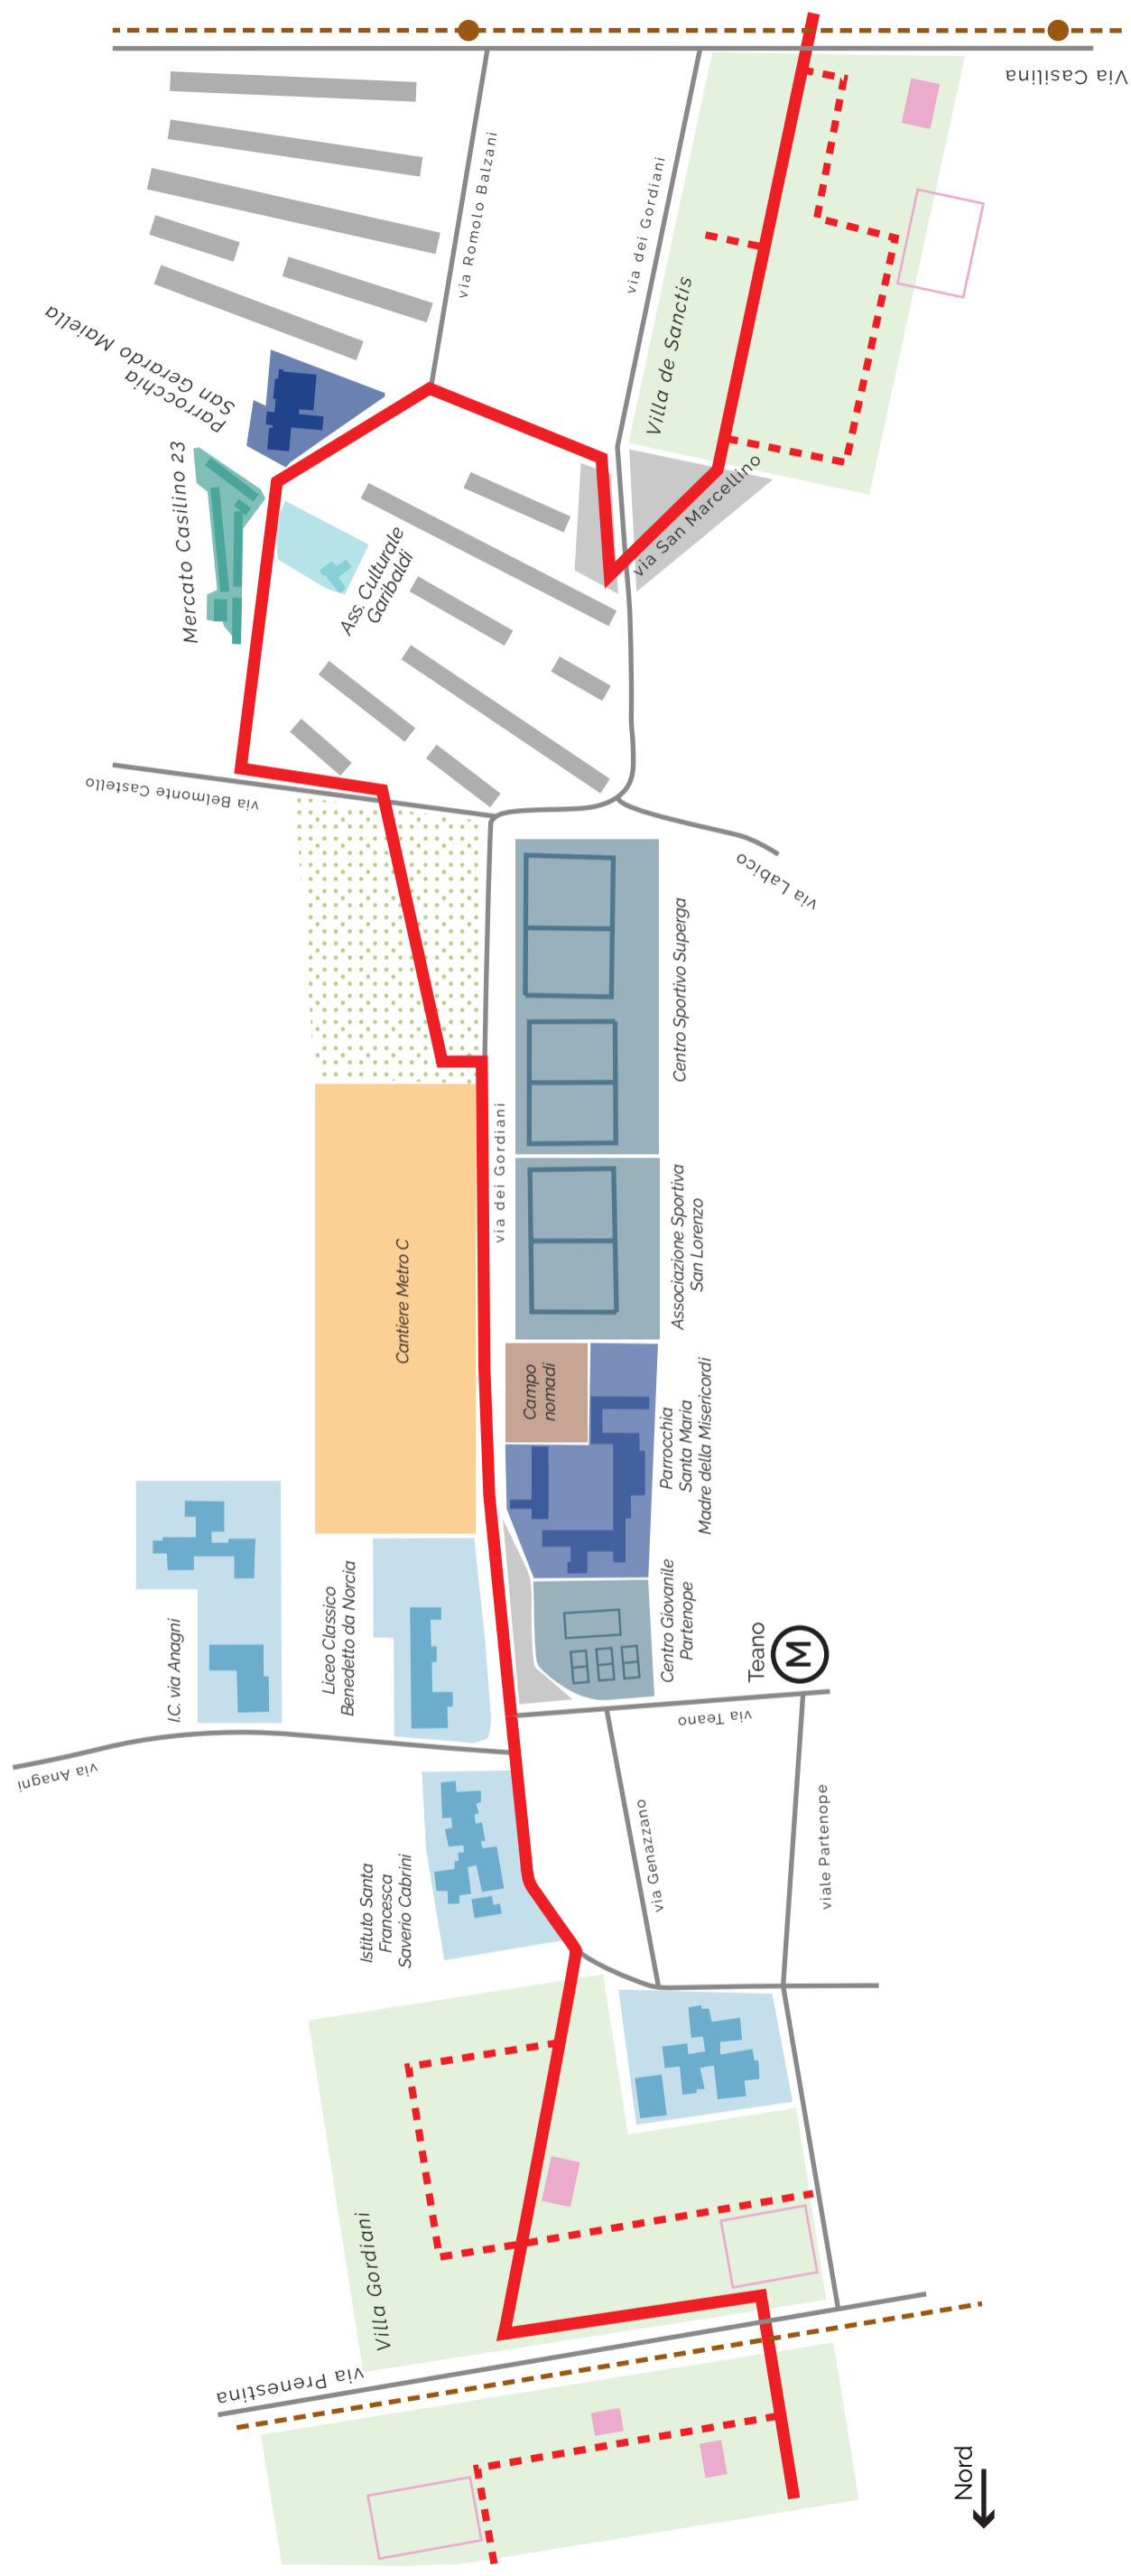 Via Casilina
via Romolo Balzani
via dei Gordiani
Villa de Sanctis
Parrocchia
San Gerardo Maiella
via San Marcellino
Mercato Casilino 23
Ass. Culturale
Garibaldi
via Belmonte Castello
via Labico
Centro Sportivo Superga
via dei Gordiani
Associazione Sportiva
San Lorenzo
Cantiere Metro C
Campo
nomadi
Parrocchia
Santa Maria
Madre della Misericordi
I.C. via Anagni
Liceo Classico
Benedetto da Norcia
Centro Giovanile
Partenope
Teano
M
via Teano
via Anagni
via Genazzano
viale Partenope
Istituto Santa
Francesca
Saverio Cabrini
Villa Gordiani
via Prenestina
Nord